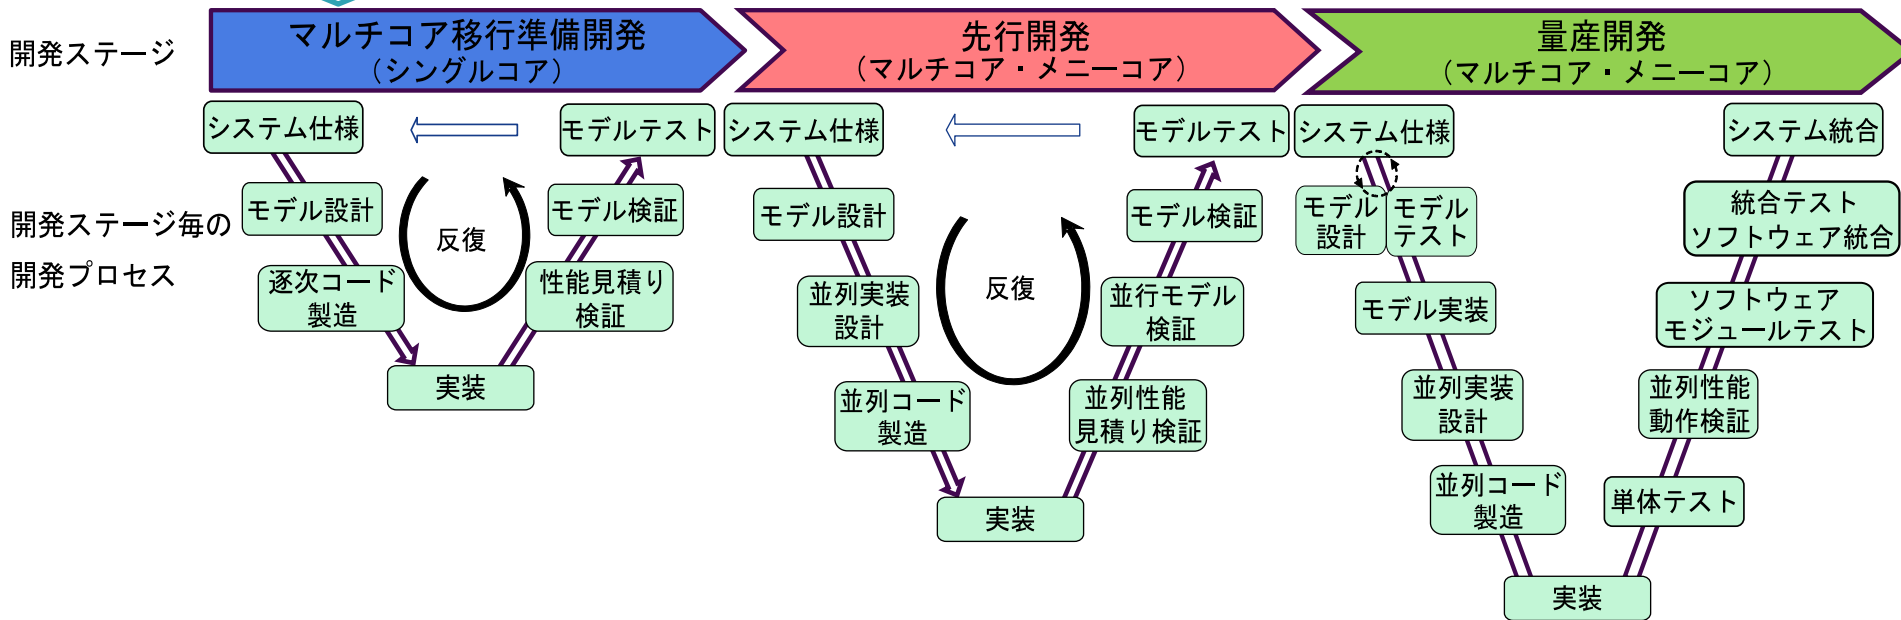 開発ステージ
マルチコア移行準備開発
（シングルコア）
先行開発
（マルチコア・メニーコア）
量産開発
（マルチコア・メニーコア）
開発ステージ毎の
開発プロセス
システム仕様
モデル設計
逐次コード
製造
実装
性能見積り
検証
モデル検証
モデルテスト
反復
システム仕様
モデル設計
並列実装
設計
並列コード
製造
実装
並列性能
見積り検証
並行モデル
検証
モデル検証
モデルテスト
反復
システム仕様
モデル
設計
モデル
テスト
モデル実装
並列実装
設計
並列コード
製造
実装
単体テスト
並列性能
動作検証
ソフトウェア
モジュールテスト
統合テスト
ソフトウェア統合
システム統合